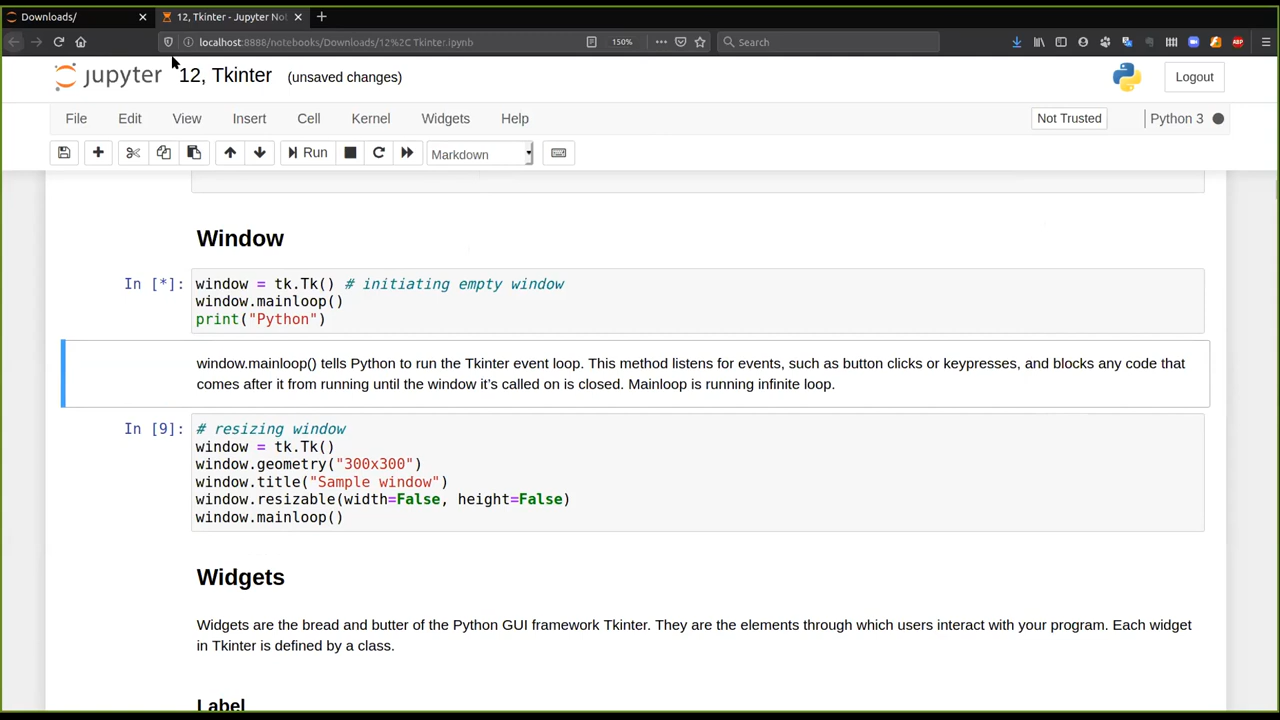 Downloads/
12, Tkinter - Jupyter Not
localhost:8888/notebooks/Downloads/12%2C Tkinter.ipynb
150%
Search
ABP
jupyter
12, Tkinter (unsaved changes)
Logout
File Edit View Insert Cell Kernel Widgets Help
Not Trusted
Python 3
Run
Markdown
Window
In [*]:
window = tk.Tk() # initiating empty window
window.mainloop()
print("Python")
window.mainloop() tells Python to run the Tkinter event loop. This method listens for events, such as button clicks or keypresses, and blocks any code that
comes after it from running until the window it's called on is closed. Mainloop is running infinite loop.
In [9]:
# resizing window
window = tk.Tk()
window.geometry("300x300")
window.title("Sample window")
window.resizable(width=False, height=False)
window.mainloop()
Widgets
Widgets are the bread and butter of the Python GUI framework Tkinter. They are the elements through which users interact with your program. Each widget
in Tkinter is defined by a class.
Label